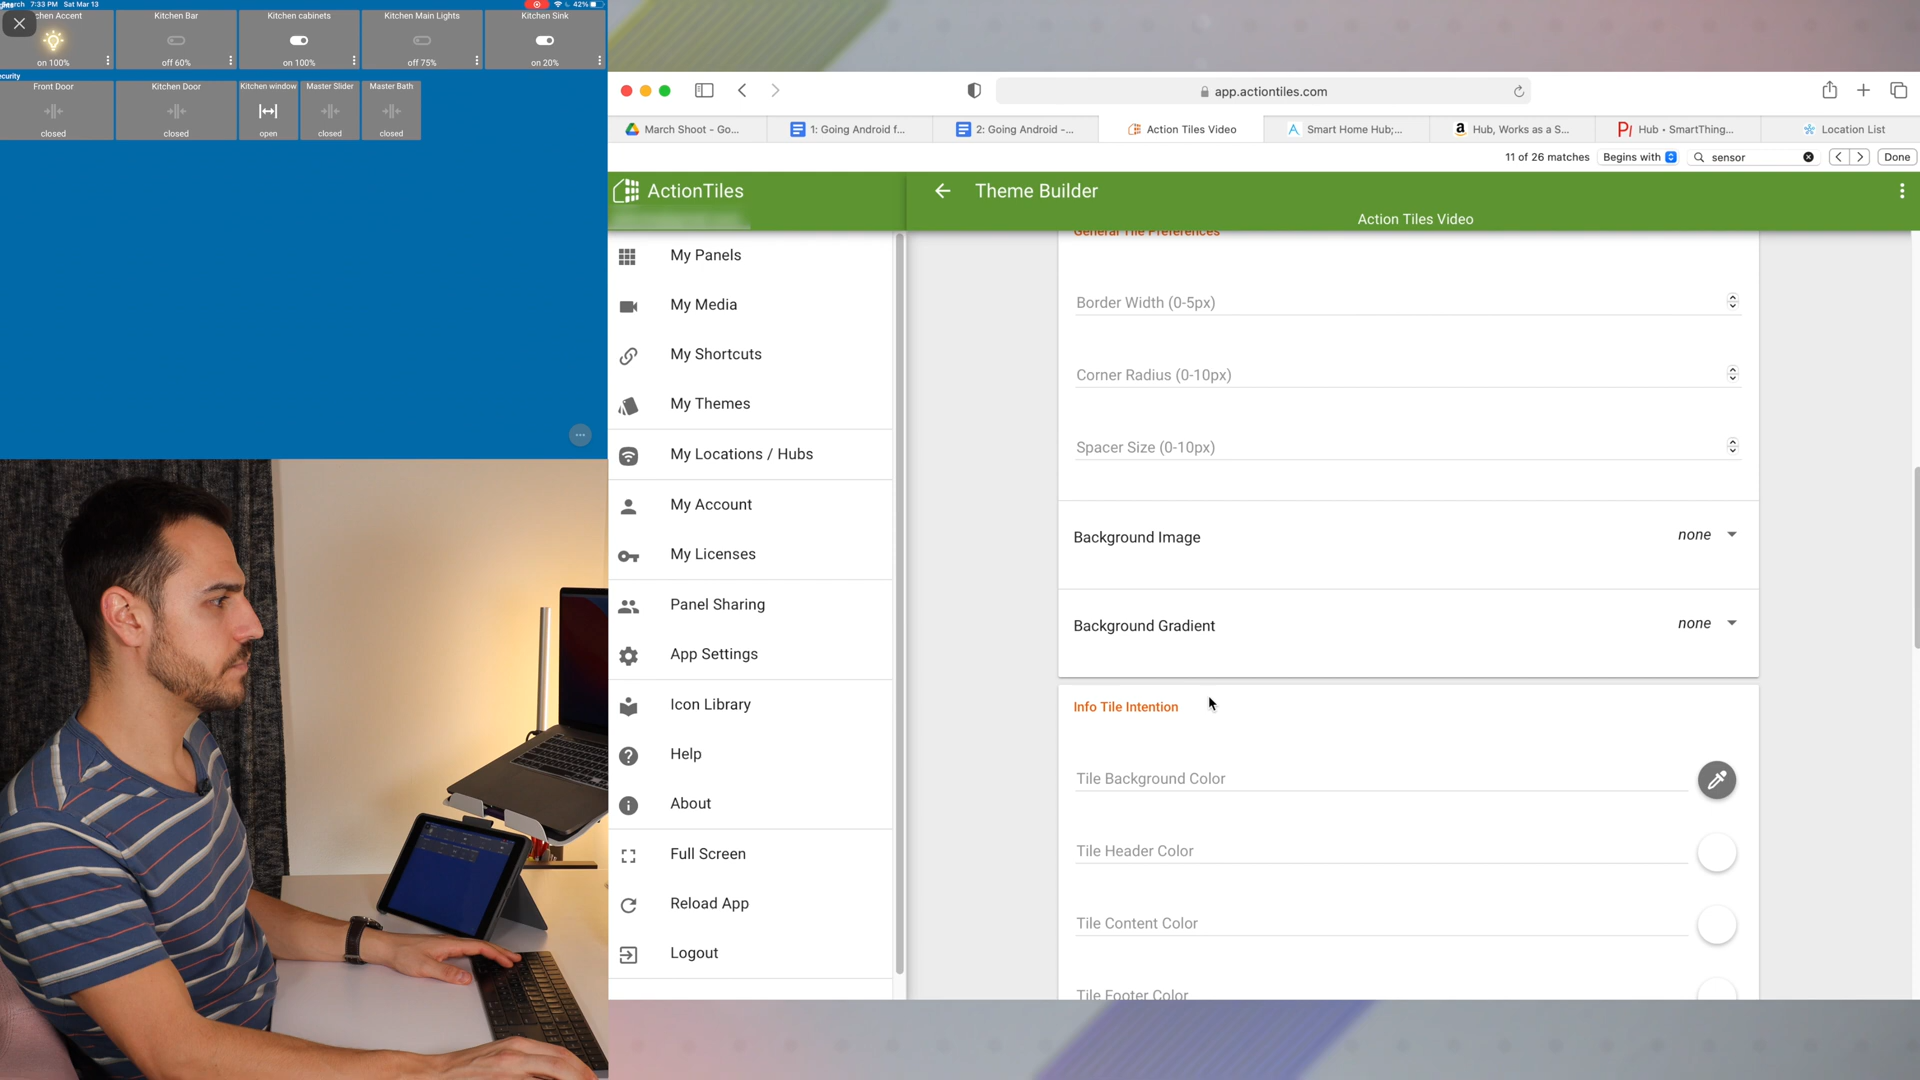 7:33 PM Sat Mar 13
42%
Kitchen Bar
Kitchen cabinets
Kitchen Main Lights
Kitchen Sink
on 100%
off 60%
on 100%
off 75%
on 20%
Front Door
Kitchen Door
Kitchen window
Master Slider
Master Bath
closed
closed
open
closed
closed
app.actiontiles.com
March Shoot - Go...
1: Going Android f...
2: Going Android -...
Action Tiles Video
Smart Home Hub;...
Hub, Works as a S...
Hub • SmartThing...
Location List
11 of 26 matches
Begins with
sensor
Done
ActionTiles
Theme Builder
Action Tiles Video
My Panels
My Media
My Shortcuts
My Themes
My Locations / Hubs
My Account
My Licenses
Panel Sharing
App Settings
Icon Library
Help
About
Full Screen
Reload App
Logout
General Tile Preferences
Border Width (0-5px)
Corner Radius (0-10px)
Spacer Size (0-10px)
Background Image
none
Background Gradient
none
Info Tile Intention
Tile Background Color
Tile Header Color
Tile Content Color
Tile Footer Color